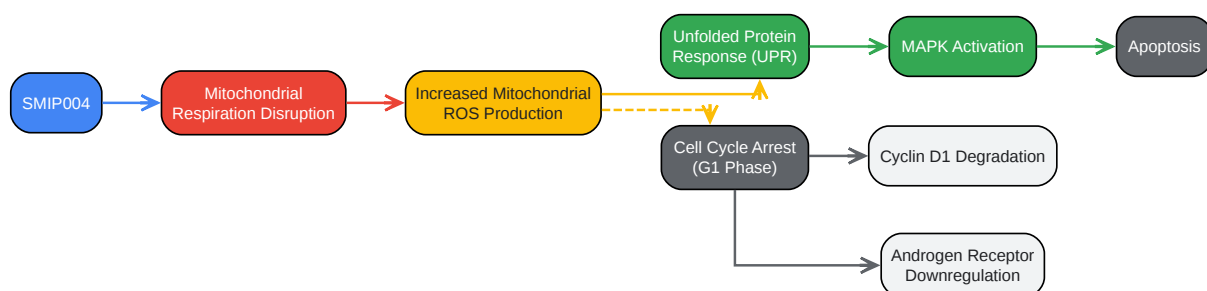 SMIP004
Mitochondrial
Respiration Disruption
Increased Mitochondrial
ROS Production
Unfolded Protein
Response (UPR)
MAPK Activation
Apoptosis
Cell Cycle Arrest
(G1 Phase)
Cyclin D1 Degradation
Androgen Receptor
Downregulation